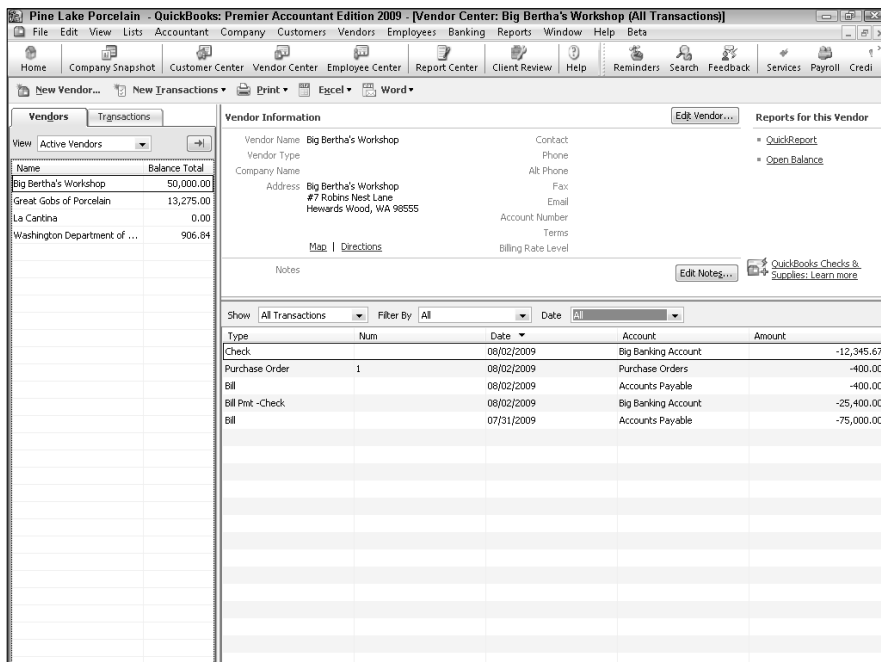 Pine Lake Porcelain - QuickBooks: Premier Accountant Edition 2009 - [Vendor Center: Big Bertha's Workshop (All Transactions)]
File Edit View Lists Accountant Company Customers Vendors Employees Banking Reports Window Help Beta
Home Company Snapshot Customer Center Vendor Center Employee Center Report Center Client Review Help Reminders Search Feedback Services Payroll Credi
New Vendor... New Transactions Print Excel Word
Vendors Transactions
View Active Vendors
Name Balance Total
Big Bertha's Workshop 50,000.00
Great Gobs of Porcelain 13,275.00
La Cantina 0.00
Washington Department of ... 906.84
Vendor Information Edit Vendor...
Vendor Name Big Bertha's Workshop Contact
Vendor Type Phone
Company Name Alt Phone
Address Big Bertha's Workshop Fax
#7 Robins Nest Lane Email
Hewards Wood, WA 98555
Account Number
Terms
Map | Directions Billing Rate Level
Notes Edit Notes...
Reports for this Vendor
QuickReport
Open Balance
QuickBooks Checks &
Supplies: Learn more
Show All Transactions Filter By All Date All
Type Num Date Account Amount
Check 08/02/2009 Big Banking Account -12,345.67
Purchase Order 1 08/02/2009 Purchase Orders -400.00
Bill 08/02/2009 Accounts Payable -400.00
Bill Pmt -Check 08/02/2009 Big Banking Account -25,400.00
Bill 07/31/2009 Accounts Payable -75,000.00